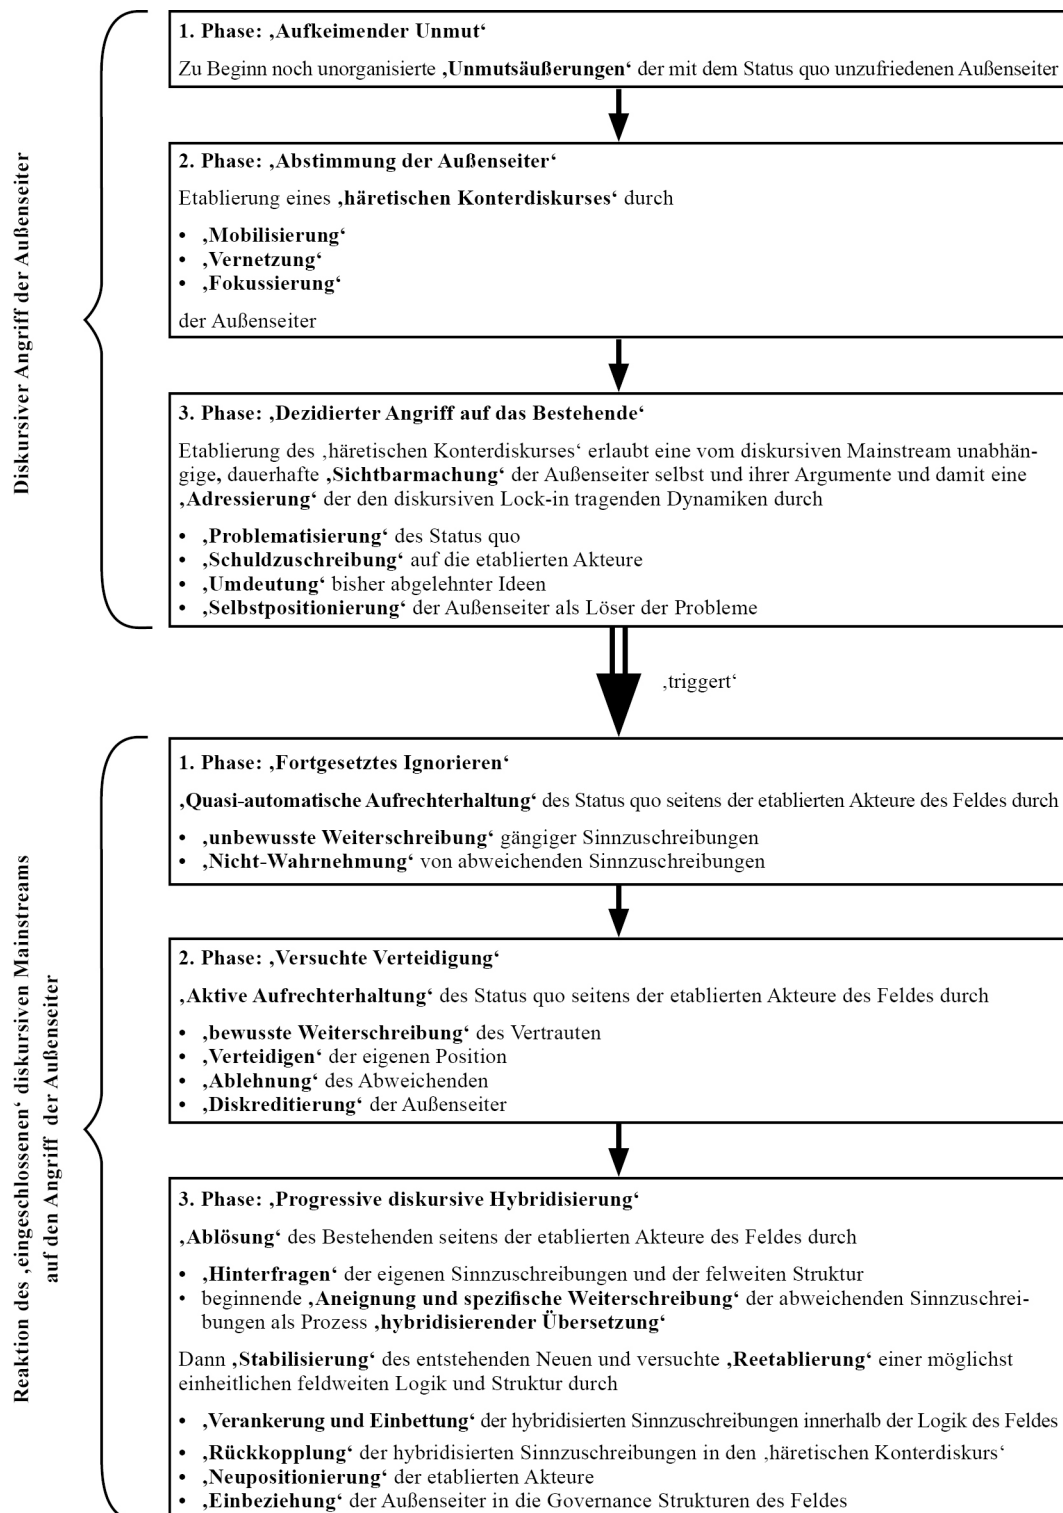 Diskursiver Angriff der Außenseiter
1. Phase: ‚Aufkeimender Unmut‘
Zu Beginn noch unorganisierte ‚Unmutsäußerungen‘ der mit dem Status quo unzufriedenen Außenseiter
2. Phase: ‚Abstimmung der Außenseiter‘
Etablierung eines ‚häretischen Konterdiskurses‘ durch
• ‚Mobilisierung‘
• ‚Vernetzung‘
• ‚Fokussierung‘
der Außenseiter
3. Phase: ‚Dezidierter Angriff auf das Bestehende‘
Etablierung des ‚häretischen Konterdiskurses‘ erlaubt eine vom diskursiven Mainstream unabhän-
gige, dauerhafte ‚Sichtbarmachung‘ der Außenseiter selbst und ihrer Argumente und damit eine
‚Adressierung‘ der den diskursiven Lock-in tragenden Dynamiken durch
• ‚Problematisierung‘ des Status quo
• ‚Schuldzuschreibung‘ auf die etablierten Akteure
• ‚Umdeutung‘ bisher abgelehnter Ideen
• ‚Selbstpositionierung‘ der Außenseiter als Löser der Probleme
‚triggert‘
Reaktion des ‚eingeschlossenen‘ diskursiven Mainstreams
auf den Angriff der Außenseiter
1. Phase: ‚Fortgesetztes Ignorieren‘
‚Quasi-automatische Aufrechterhaltung‘ des Status quo seitens der etablierten Akteure des Feldes durch
• ‚unbewusste Weiterschreibung‘ gängiger Sinnzuschreibungen
• ‚Nicht-Wahrnehmung‘ von abweichenden Sinnzuschreibungen
2. Phase: ‚Versuchte Verteidigung‘
‚Aktive Aufrechterhaltung‘ des Status quo seitens der etablierten Akteure des Feldes durch
• ‚bewusste Weiterschreibung‘ des Vertrauten
• ‚Verteidigen‘ der eigenen Position
• ‚Ablehnung‘ des Abweichenden
• ‚Diskreditierung‘ der Außenseiter
3. Phase: ‚Progressive diskursive Hybridisierung‘
‚Ablösung‘ des Bestehenden seitens der etablierten Akteure des Feldes durch
• ‚Hinterfragen‘ der eigenen Sinnzuschreibungen und der felweiten Struktur
• beginnende ‚Aneignung und spezifische Weiterschreibung‘ der abweichenden Sinnzuschrei-
bungen als Prozess ‚hybridisierender Übersetzung‘
Dann ‚Stabilisierung‘ des entstehenden Neuen und versuchte ‚Reetablierung‘ einer möglichst
einheitlichen feldweiten Logik und Struktur durch
• ‚Verankerung und Einbettung‘ der hybridisierten Sinnzuschreibungen innerhalb der Logik des Feldes
• ‚Rückkopplung‘ der hybridisierten Sinnzuschreibungen in den ‚häretischen Konterdiskurs‘
• ‚Neupositionierung‘ der etablierten Akteure
• ‚Einbeziehung‘ der Außenseiter in die Governance Strukturen des Feldes